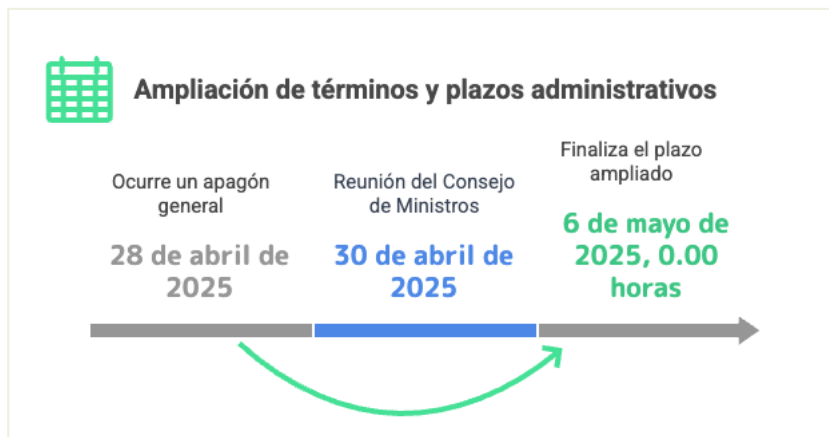 Ampliación de términos y plazos administrativos
Ocurre un apagón
general
28 de abril de
2025
Reunión del Consejo
de Ministros
30 de abril de
2025
Finaliza el plazo
ampliado
6 de mayo de
2025, 0.00
horas